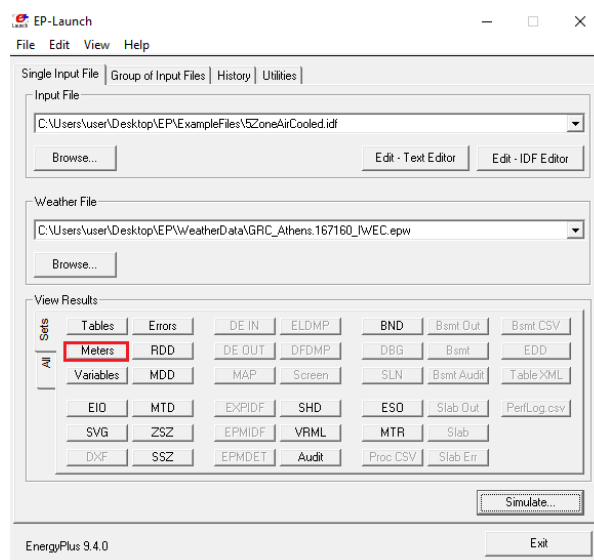 EP-Launch
File Edit View Help
Single Input File Group of Input Files History Utilities
Input File
C:\Users\user\Desktop\EP\ExampleFiles\5ZoneAirCooled.idf
Browse... Edit - Text Editor Edit - IDF Editor
Weather File
C:\Users\user\Desktop\EP\WeatherData\GRC_Athens.167160_IWEC.epw
Browse...
View Results
Sets
All
Tables Errors DE IN ELDMP BND Bsmt Out Bsmt CSV
Meters RDD DE OUT DFDMP DBG Bsmt EDD
Variables MDD MAP Screen SLN Bsmt Audit Table XML
EIO MTD EXPIDF SHD ESO Slab Out PerfLog.csv
SVG ZSZ EPMIDF VRML MTR Slab
DXF SSZ EPMDET Audit Proc CSV Slab Err
Simulate...
EnergyPlus 9.4.0 Exit